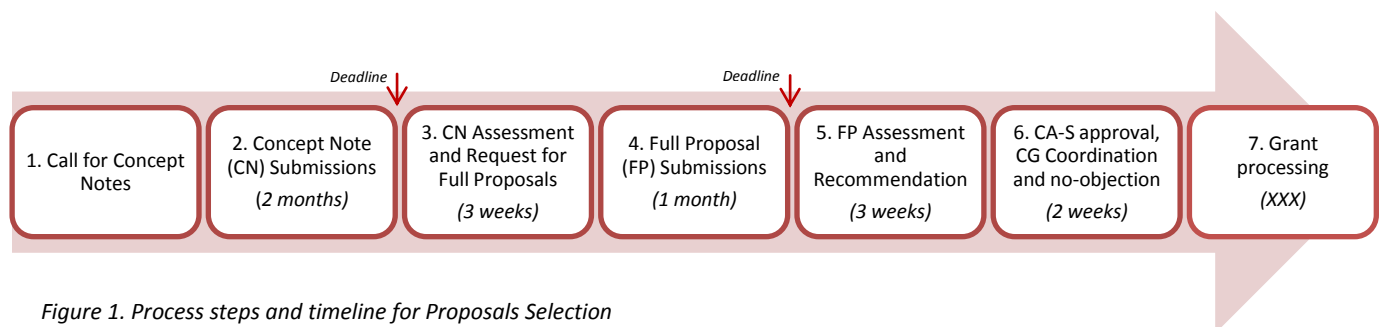 Deadline
Deadline
1. Call for Concept
Notes
2. Concept Note
(CN) Submissions
(2 months)
3. CN Assessment
and Request for
Full Proposals
(3 weeks)
4. Full Proposal
(FP) Submissions
(1 month)
5. FP Assessment
and
Recommendation
(3 weeks)
6. CA-S approval,
CG Coordination
and no-objection
(2 weeks)
7. Grant
processing
(XXX)
Figure 1. Process steps and timeline for Proposals Selection